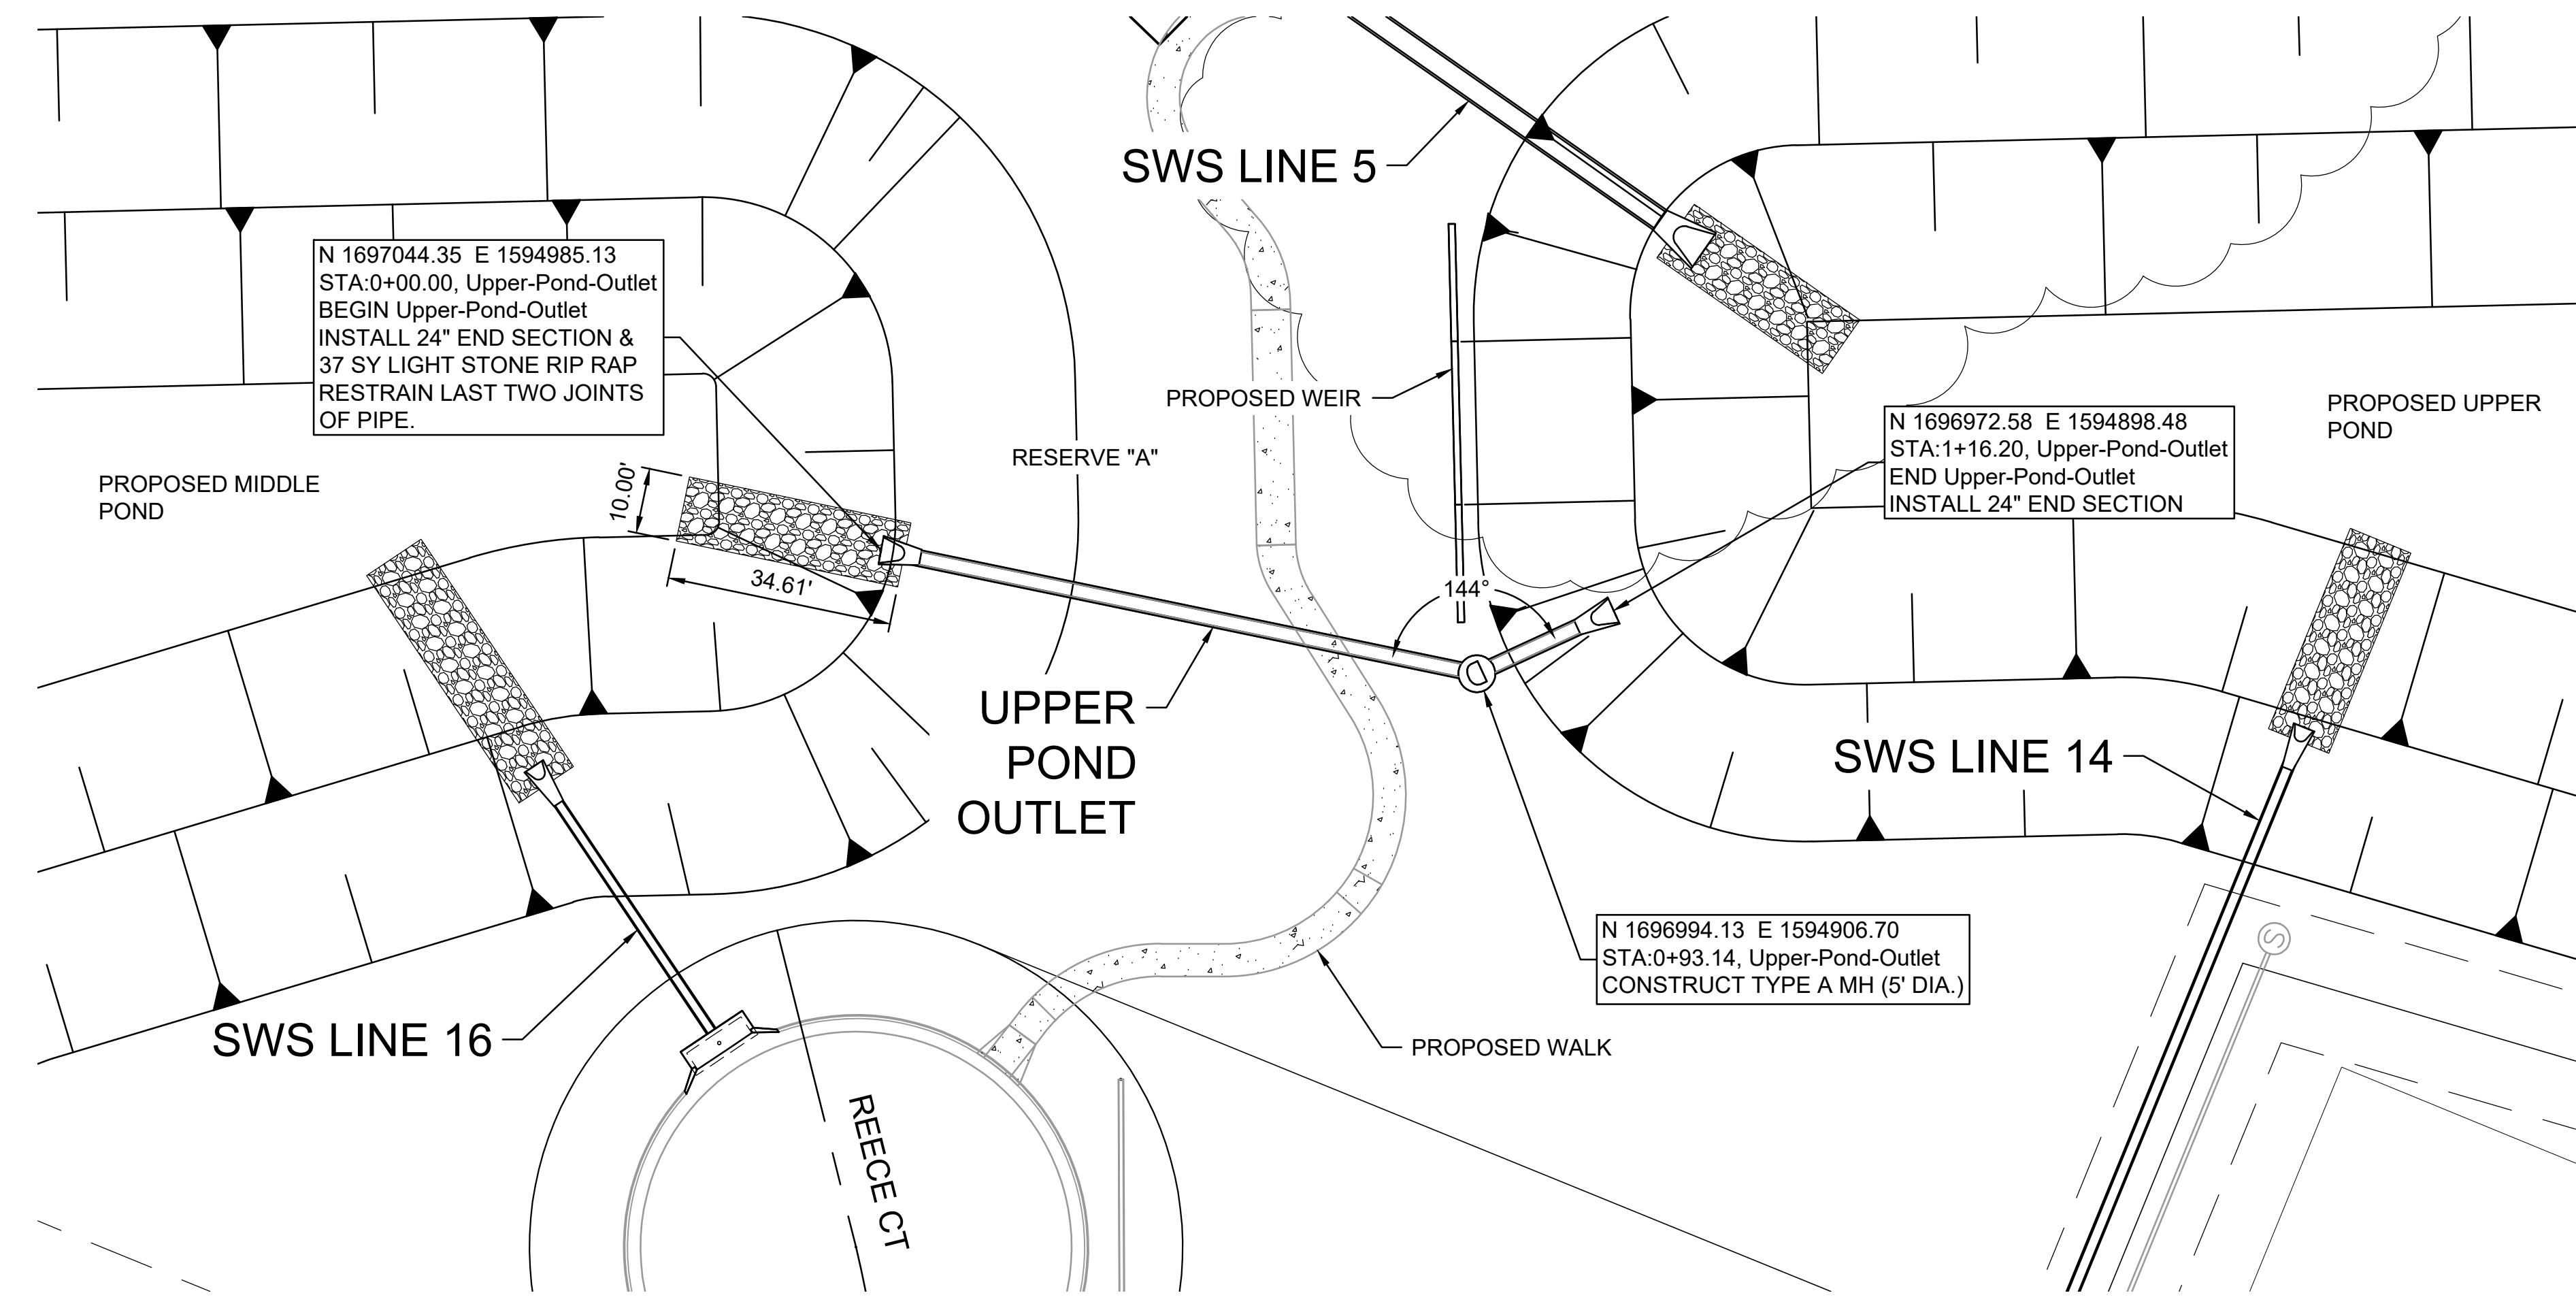 SWS LINE 5
N 1697044.35  E 1594985.13
STA:0+00.00, Upper-Pond-Outlet
BEGIN Upper-Pond-Outlet
INSTALL 24" END SECTION &
37 SY LIGHT STONE RIP RAP
RESTRAIN LAST TWO JOINTS
OF PIPE.
PROPOSED WEIR
PROPOSED UPPER
POND
N 1696972.58  E 1594898.48
STA:1+16.20, Upper-Pond-Outlet
END Upper-Pond-Outlet
INSTALL 24" END SECTION
RESERVE "A"
PROPOSED MIDDLE
POND
10.00'
34.61'
144°
UPPER
POND
OUTLET
SWS LINE 14
N 1696994.13  E 1594906.70
STA:0+93.14, Upper-Pond-Outlet
CONSTRUCT TYPE A MH (5' DIA.)
S
SWS LINE 16
PROPOSED WALK
REECE CT